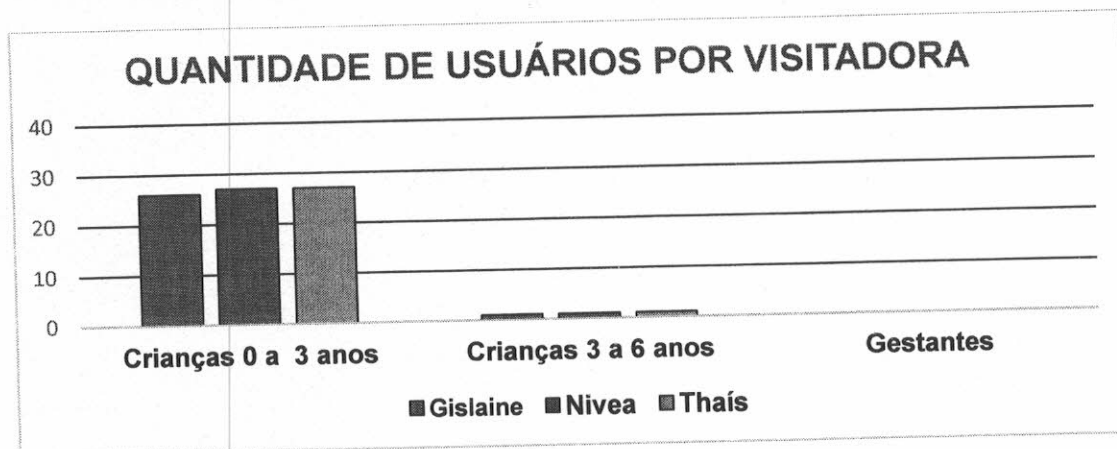 QUANTIDADE DE USUÁRIOS POR VISITADORA
40
30
20
10
0
Crianças 0 a 3 anos Crianças 3 a 6 anos Gestantes
Gislaine Nivea Thaís